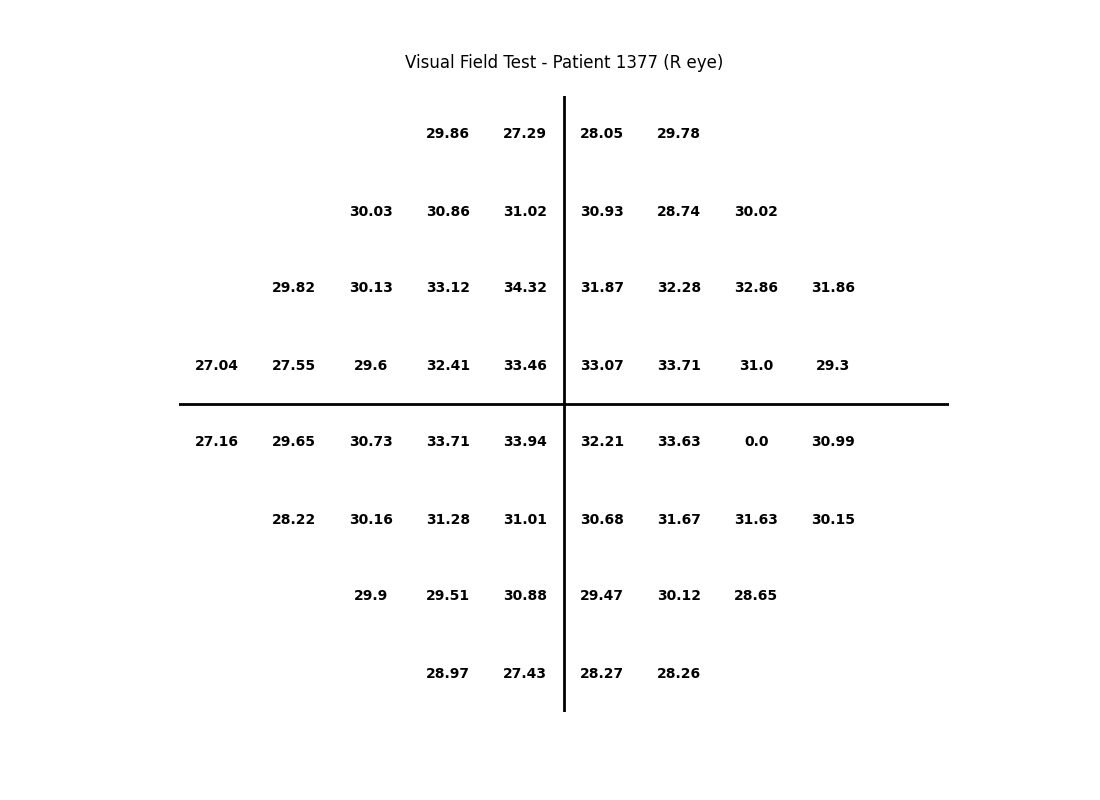 Visual Field Test - Patient 1377 (R eye)
29.86 27.29 28.05 29.78
30.03 30.86 31.02 30.93 28.74 30.02
29.82 30.13 33.12 34.32 31.87 32.28 32.86 31.86
27.04 27.55 29.6 32.41 33.46 33.07 33.71 31.0 29.3
27.16 29.65 30.73 33.71 33.94 32.21 33.63 0.0 30.99
28.22 30.16 31.28 31.01 30.68 31.67 31.63 30.15
29.9 29.51 30.88 29.47 30.12 28.65
28.97 27.43 28.27 28.26